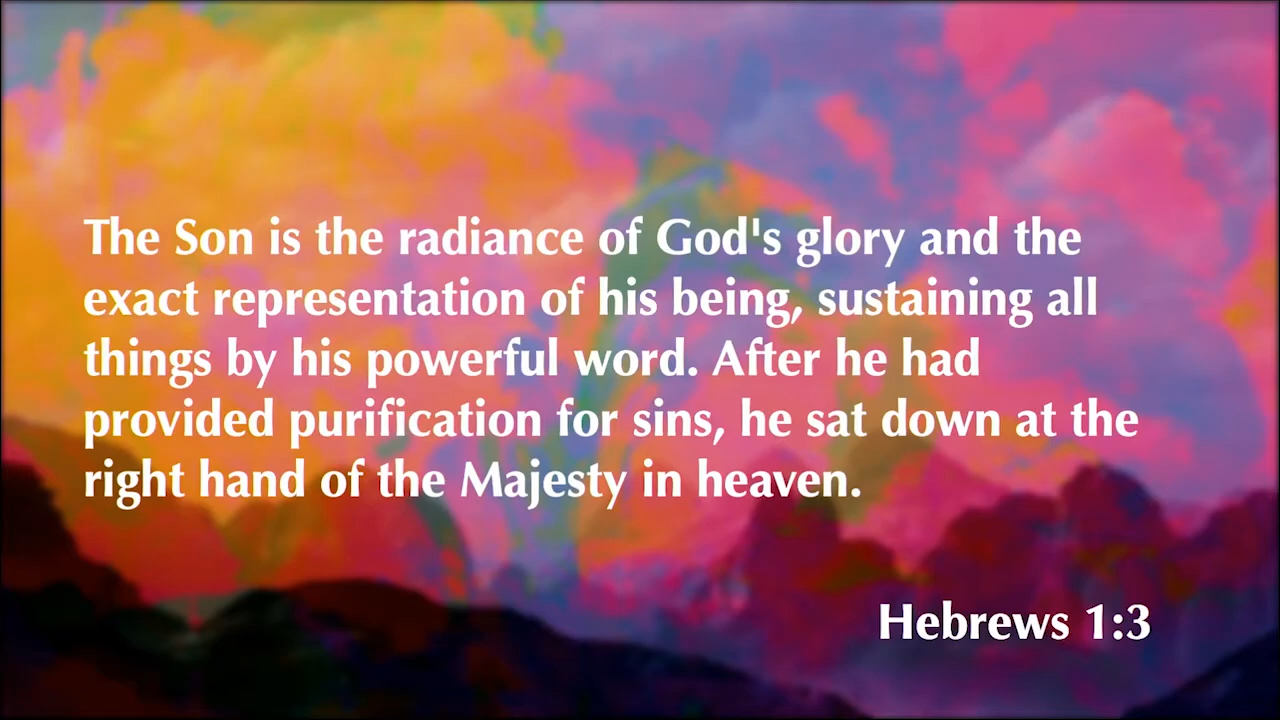 The Son is the radiance of God's glory and the
exact representation of his being, sustaining all
things by his powerful word. After he had
provided purification for sins, he sat down at the
right hand of the Majesty in heaven.
Hebrews 1:3